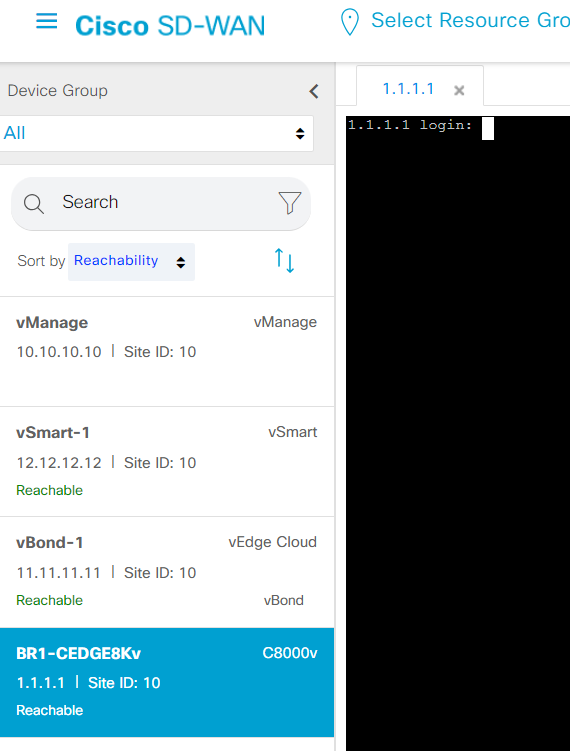 Cisco SD-WAN
Select Resource Gro
Device Group
All
Search
Sort by Reachability
vManage vManage
10.10.10.10 | Site ID: 10
vSmart-1 vSmart
12.12.12.12 | Site ID: 10
Reachable
vBond-1 vEdge Cloud
11.11.11.11 | Site ID: 10
Reachable vBond
BR1-CEDGE8Kv C8000v
1.1.1.1 | Site ID: 10
Reachable
1.1.1.1
1.1.1.1 login: